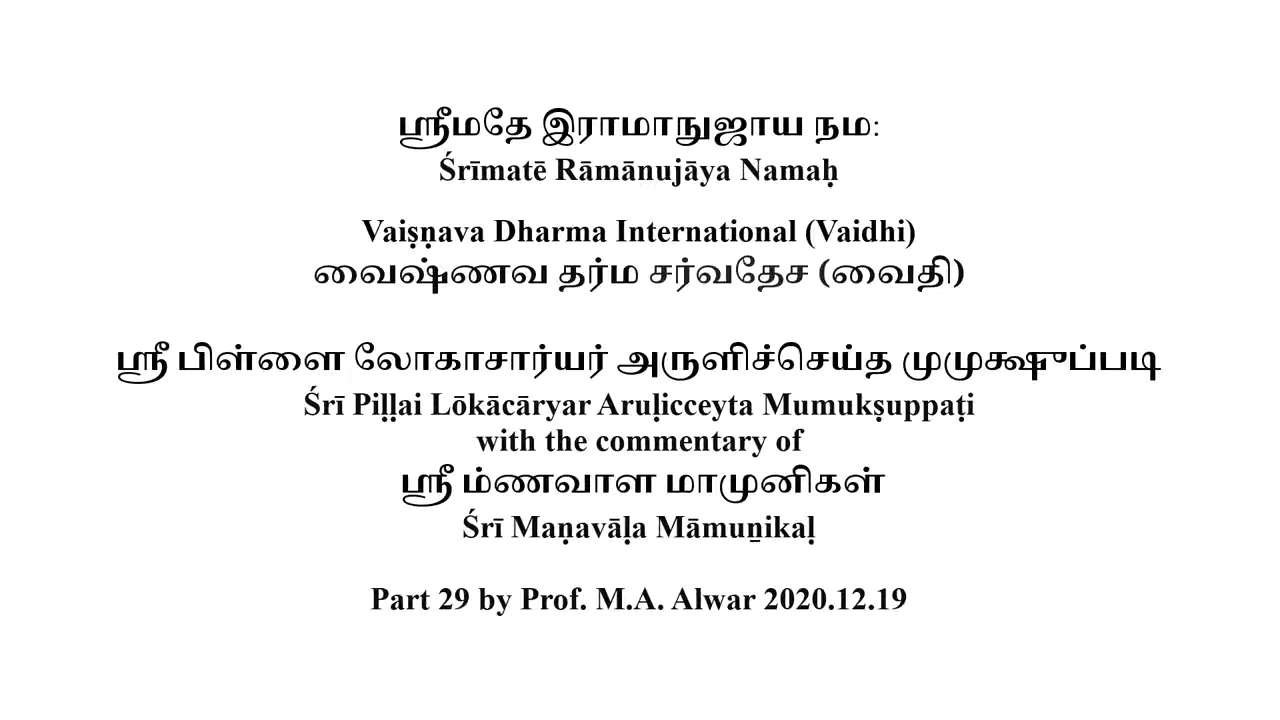 ஸ்ரீமதே இராமாநுஜாய நம:
Śrīmatē Rāmānujāya Namaḥ
Vaiṣṇava Dharma International (Vaidhi)
வைஷ்ணவ தர்ம சர்வதேச (வைதி)
ஸ்ரீ பிள்ளை லோகாசார்யர் அருளிச்செய்த முமுக்ஷுப்படி
Śrī Piḷḷai Lōkācāryar Aruḷicceyta Mumukṣuppaṭi
with the commentary of
ஸ்ரீ ம்ணவாள மாமுனிகள்
Śrī Maṇavāḷa Māmuṉikaḷ
Part 29 by Prof. M.A. Alwar 2020.12.19